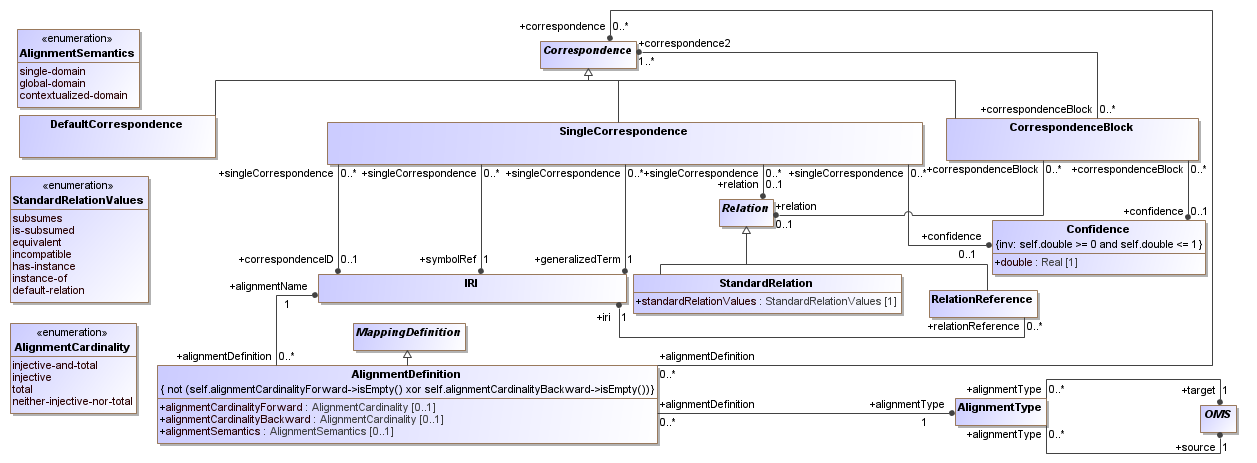 +correspondence 0..*
«enumeration»
AlignmentSemantics
single-domain
global-domain
contextualized-domain
Correspondence
+correspondence2
1..*
+correspondenceBlock 0..*
DefaultCorrespondence
SingleCorrespondence
CorrespondenceBlock
+singleCorrespondence 0..*
+singleCorrespondence 0..*
+singleCorrespondence 0..*
+singleCorrespondence 0..*
+singleCorrespondence 0..*
+correspondenceBlock 0..*
+correspondenceBlock 0..*
+relation 0..1
«enumeration»
StandardRelationValues
subsumes
is-subsumed
equivalent
incompatible
has-instance
instance-of
default-relation
Relation
+relation
0..1
+confidence 0..1
Confidence
{inv: self.double >= 0 and self.double <= 1}
+double : Real [1]
+confidence
0..1
+correspondenceID 0..1
+symbolRef 1
+generalizedTerm 1
IRI
+alignmentName
1
StandardRelation
+standardRelationValues : StandardRelationValues [1]
RelationReference
+iri 1
+relationReference 0..*
«enumeration»
AlignmentCardinality
injective-and-total
injective
total
neither-injective-nor-total
MappingDefinition
+alignmentDefinition 0..*
+alignmentDefinition
0..*
AlignmentDefinition
{ not (self.alignmentCardinalityForward->isEmpty() xor self.alignmentCardinalityBackward->isEmpty())}
+alignmentCardinalityForward : AlignmentCardinality [0..1]
+alignmentCardinalityBackward : AlignmentCardinality [0..1]
+alignmentSemantics : AlignmentSemantics [0..1]
+alignmentDefinition
0..*
+alignmentType
1
+alignmentType 0..*
AlignmentType
+alignmentType 0..*
+target 1
OMS
+source 1